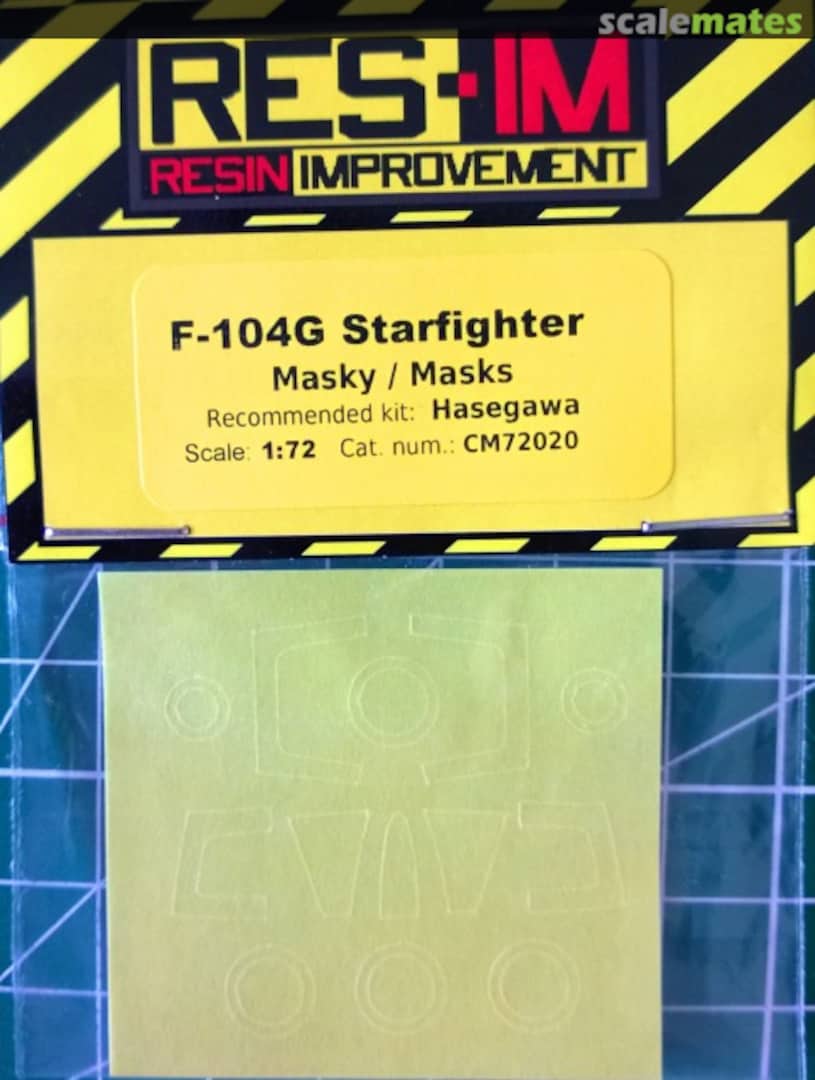 scalemates
RES·IM
RESIN IMPROVEMENT
F-104G Starfighter
Masky / Masks
Recommended kit: Hasegawa
Scale: 1:72 Cat. num.: CM72020